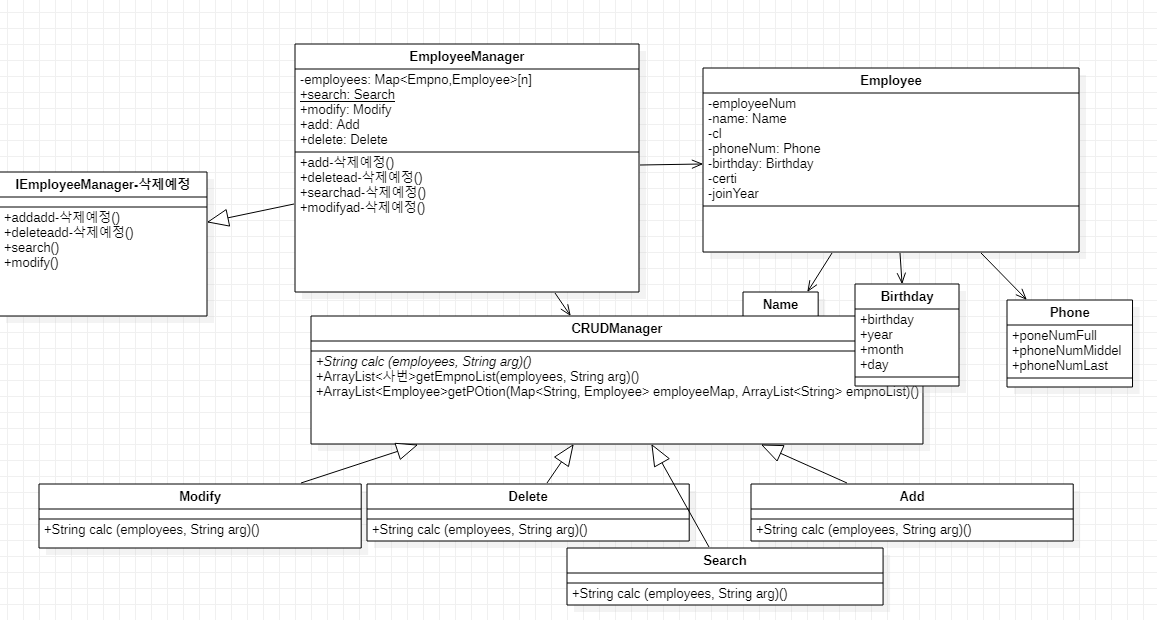 EmployeeManager
-employees: Map<Empno,Employee>[n]
+search: Search
+modify: Modify
+add: Add
+delete: Delete
+add-삭제예정()
+deletead-삭제예정()
+searchad-삭제예정()
+modifyad-삭제예정()
Employee
-employeeNum
-name: Name
-cl
-phoneNum: Phone
-birthday: Birthday
-certi
-joinYear
IEmployeeManager-삭제예정
+addadd-삭제예정()
+deleteadd-삭제예정()
+search()
+modify()
Name
Birthday
+birthday
+year
+month
+day
Phone
+poneNumFull
+phoneNumMiddel
+phoneNumLast
CRUDManager
+String calc (employees, String arg)()
+ArrayList<사번>getEmpnoList(employees, String arg)()
+ArrayList<Employee>getPOtion(Map<String, Employee> employeeMap, ArrayList<String> empnoList)()
Modify
+String calc (employees, String arg)()
Delete
+String calc (employees, String arg)()
Add
+String calc (employees, String arg)()
Search
+String calc (employees, String arg)()